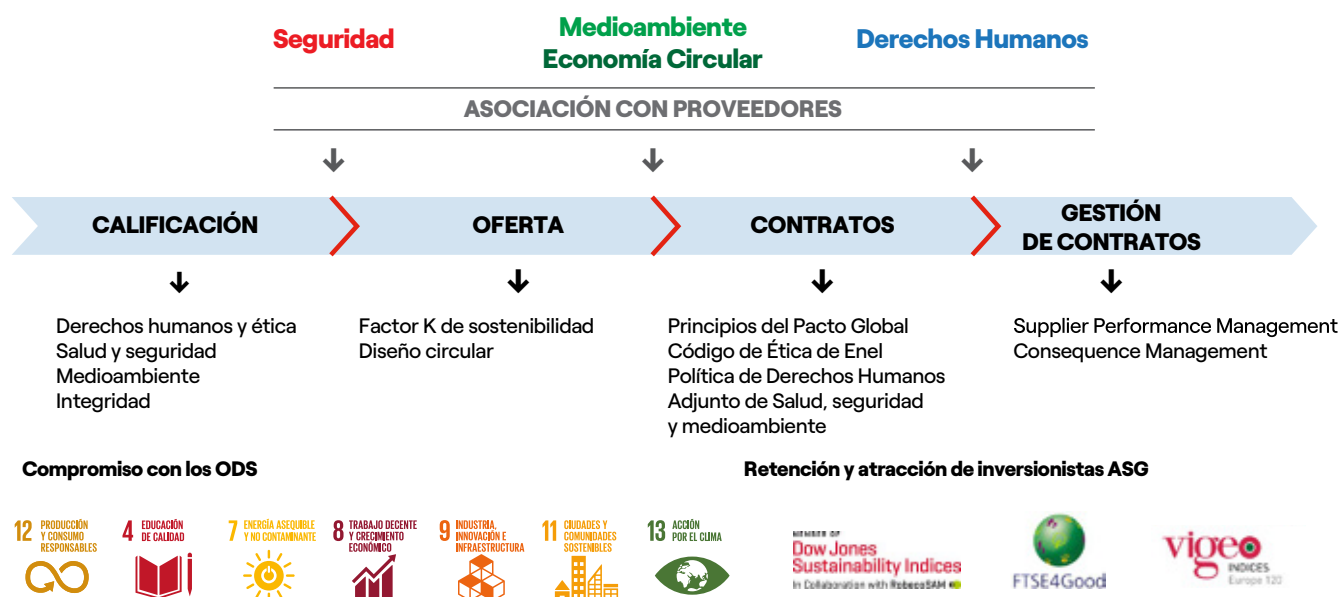 Seguridad
Medioambiente
Economía Circular
Derechos Humanos
ASOCIACIÓN CON PROVEEDORES
CALIFICACIÓN
OFERTA
CONTRATOS
GESTIÓN
DE CONTRATOS
Derechos humanos y ética
Salud y seguridad
Medioambiente
Integridad
Factor K de sostenibilidad
Diseño circular
Principios del Pacto Global
Código de Ética de Enel
Política de Derechos Humanos
Adjunto de Salud, seguridad
y medioambiente
Supplier Performance Management
Consequence Management
Compromiso con los ODS
Retención y atracción de inversionistas ASG
12 PRODUCCIÓN
Y CONSUMO
RESPONSABLES
4 EDUCACIÓN
DE CALIDAD
7 ENERGÍA ASEQUIBLE
Y NO CONTAMINANTE
8 TRABAJO DECENTE
Y CRECIMIENTO
ECONÓMICO
9 INDUSTRIA,
INNOVACIÓN E
INFRAESTRUCTURA
11 CIUDADES Y
COMUNIDADES
SOSTENIBLES
13 ACCIÓN
POR EL CLIMA
MEMBER OF
Dow Jones
Sustainability Indices
In Collaboration with RobecoSAM
FTSE4Good
vigeo
INDICES
Europe 120